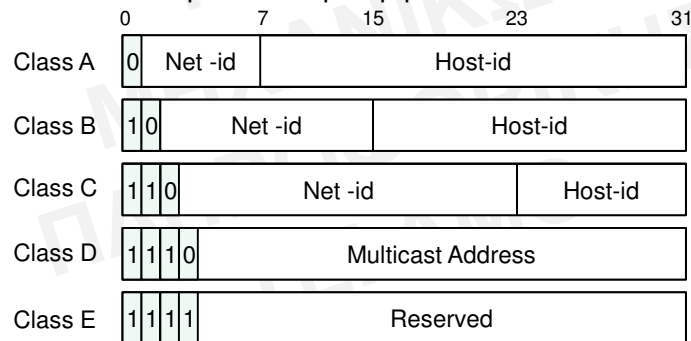 0 7 15 23 31
Class A 0 Net -id Host-id
Class B 1 0 Net -id Host-id
Class C 1 1 0 Net -id Host-id
Class D 1 1 1 0 Multicast Address
Class E 1 1 1 1 Reserved